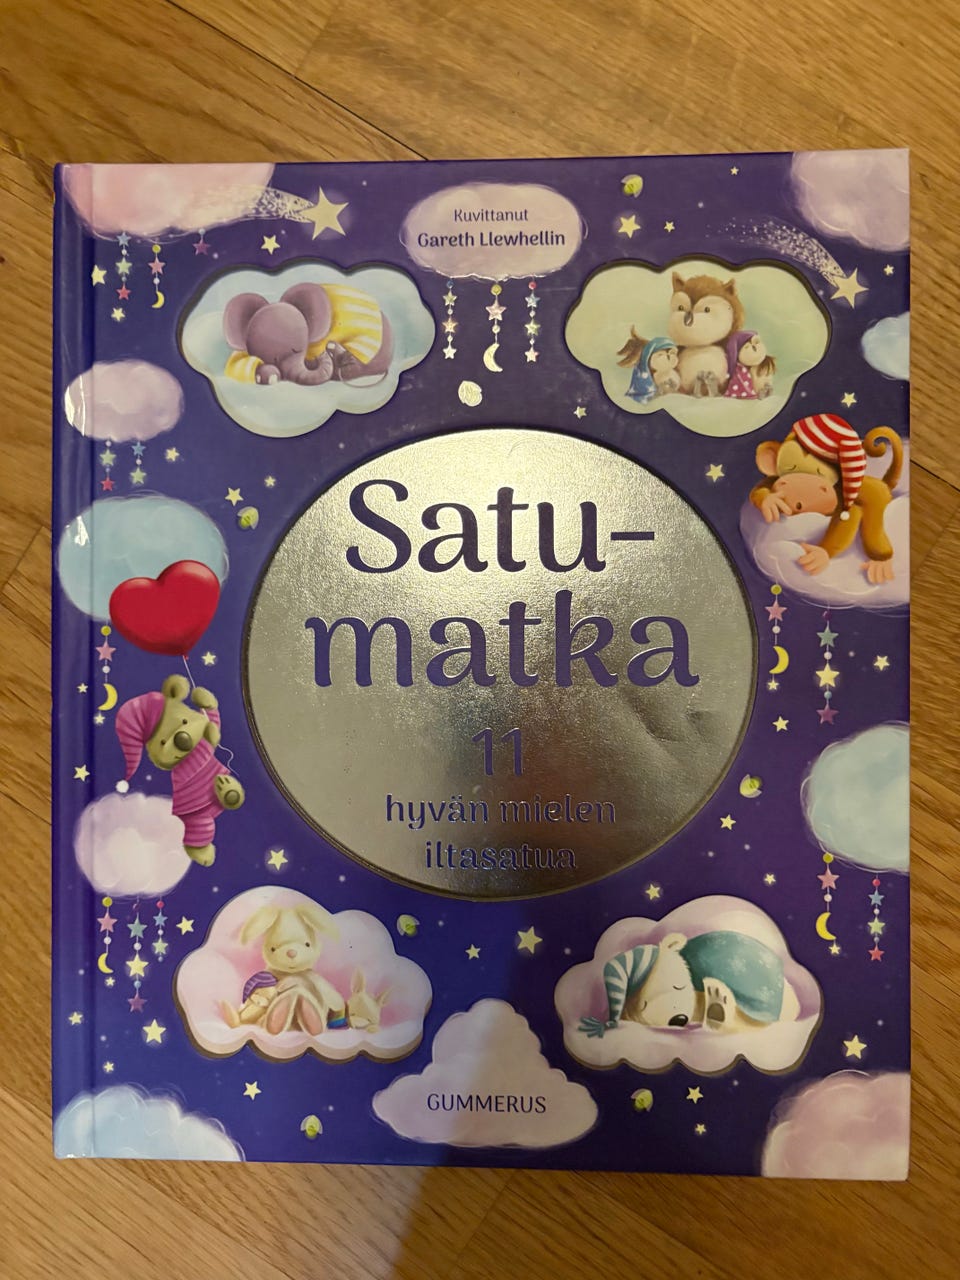 Kuvittanut
Gareth Llewhellin
Satu-
matka
11
hyvän mielen
iltasatua
GUMMERUS